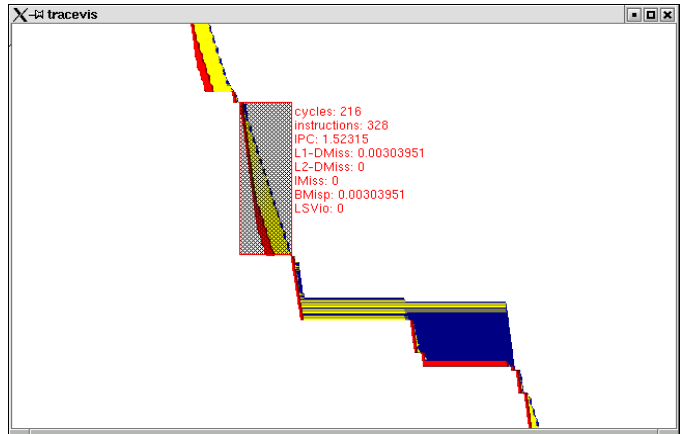 tracevis
cycles: 216
instructions: 328
IPC: 1.52315
L1-DMiss: 0.00303951
L2-DMiss: 0
IMiss: 0
BMisp: 0.00303951
LSVio: 0